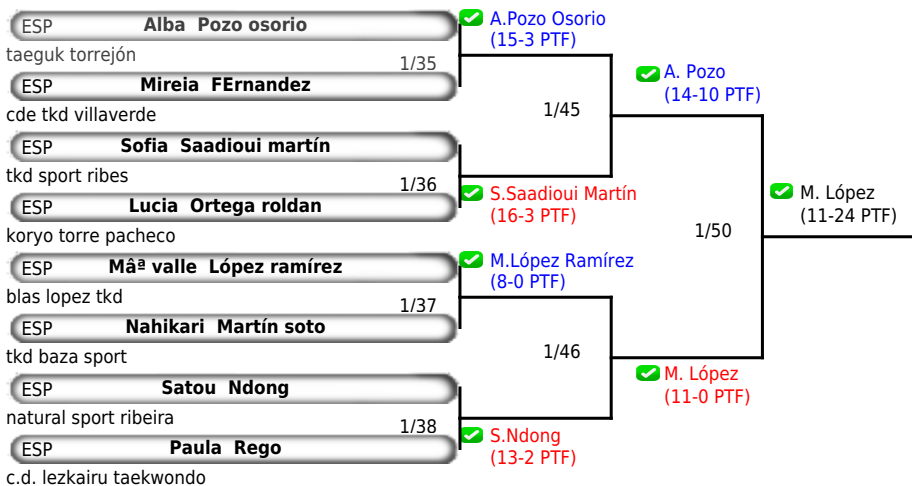 ESP Alba Pozo osorio
taeguk torrejón
1/35
ESP Mireia FErnandez
cde tkd villaverde
ESP Sofia Saadioui martín
tkd sport ribes
1/36
ESP Lucia Ortega roldan
koryo torre pacheco
ESP Mâª valle López ramírez
blas lopez tkd
1/37
ESP Nahikari Martín soto
tkd baza sport
ESP Satou Ndong
natural sport ribeira
1/38
ESP Paula Rego
c.d. lezkairu taekwondo
A.Pozo Osorio
(15-3 PTF)
1/45
S.Saadioui Martín
(16-3 PTF)
M.López Ramírez
(8-0 PTF)
1/46
S.Ndong
(13-2 PTF)
A. Pozo
(14-10 PTF)
1/50
M. López
(11-0 PTF)
M. López
(11-24 PTF)